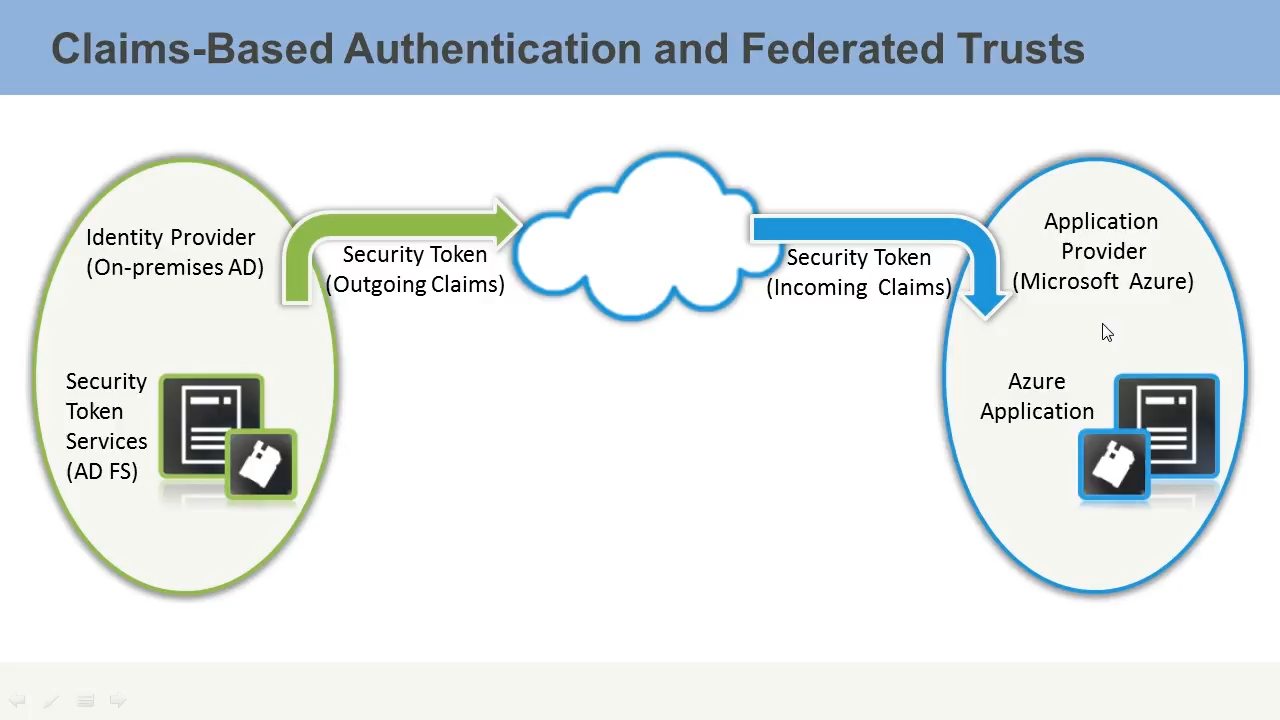 Claims-Based Authentication and Federated Trusts
Identity Provider
(On-premises AD)
Security Token
(Outgoing Claims)
Security Token
(Incoming Claims)
Application
Provider
(Microsoft Azure)
Security
Token
Services
(AD FS)
Azure
Application